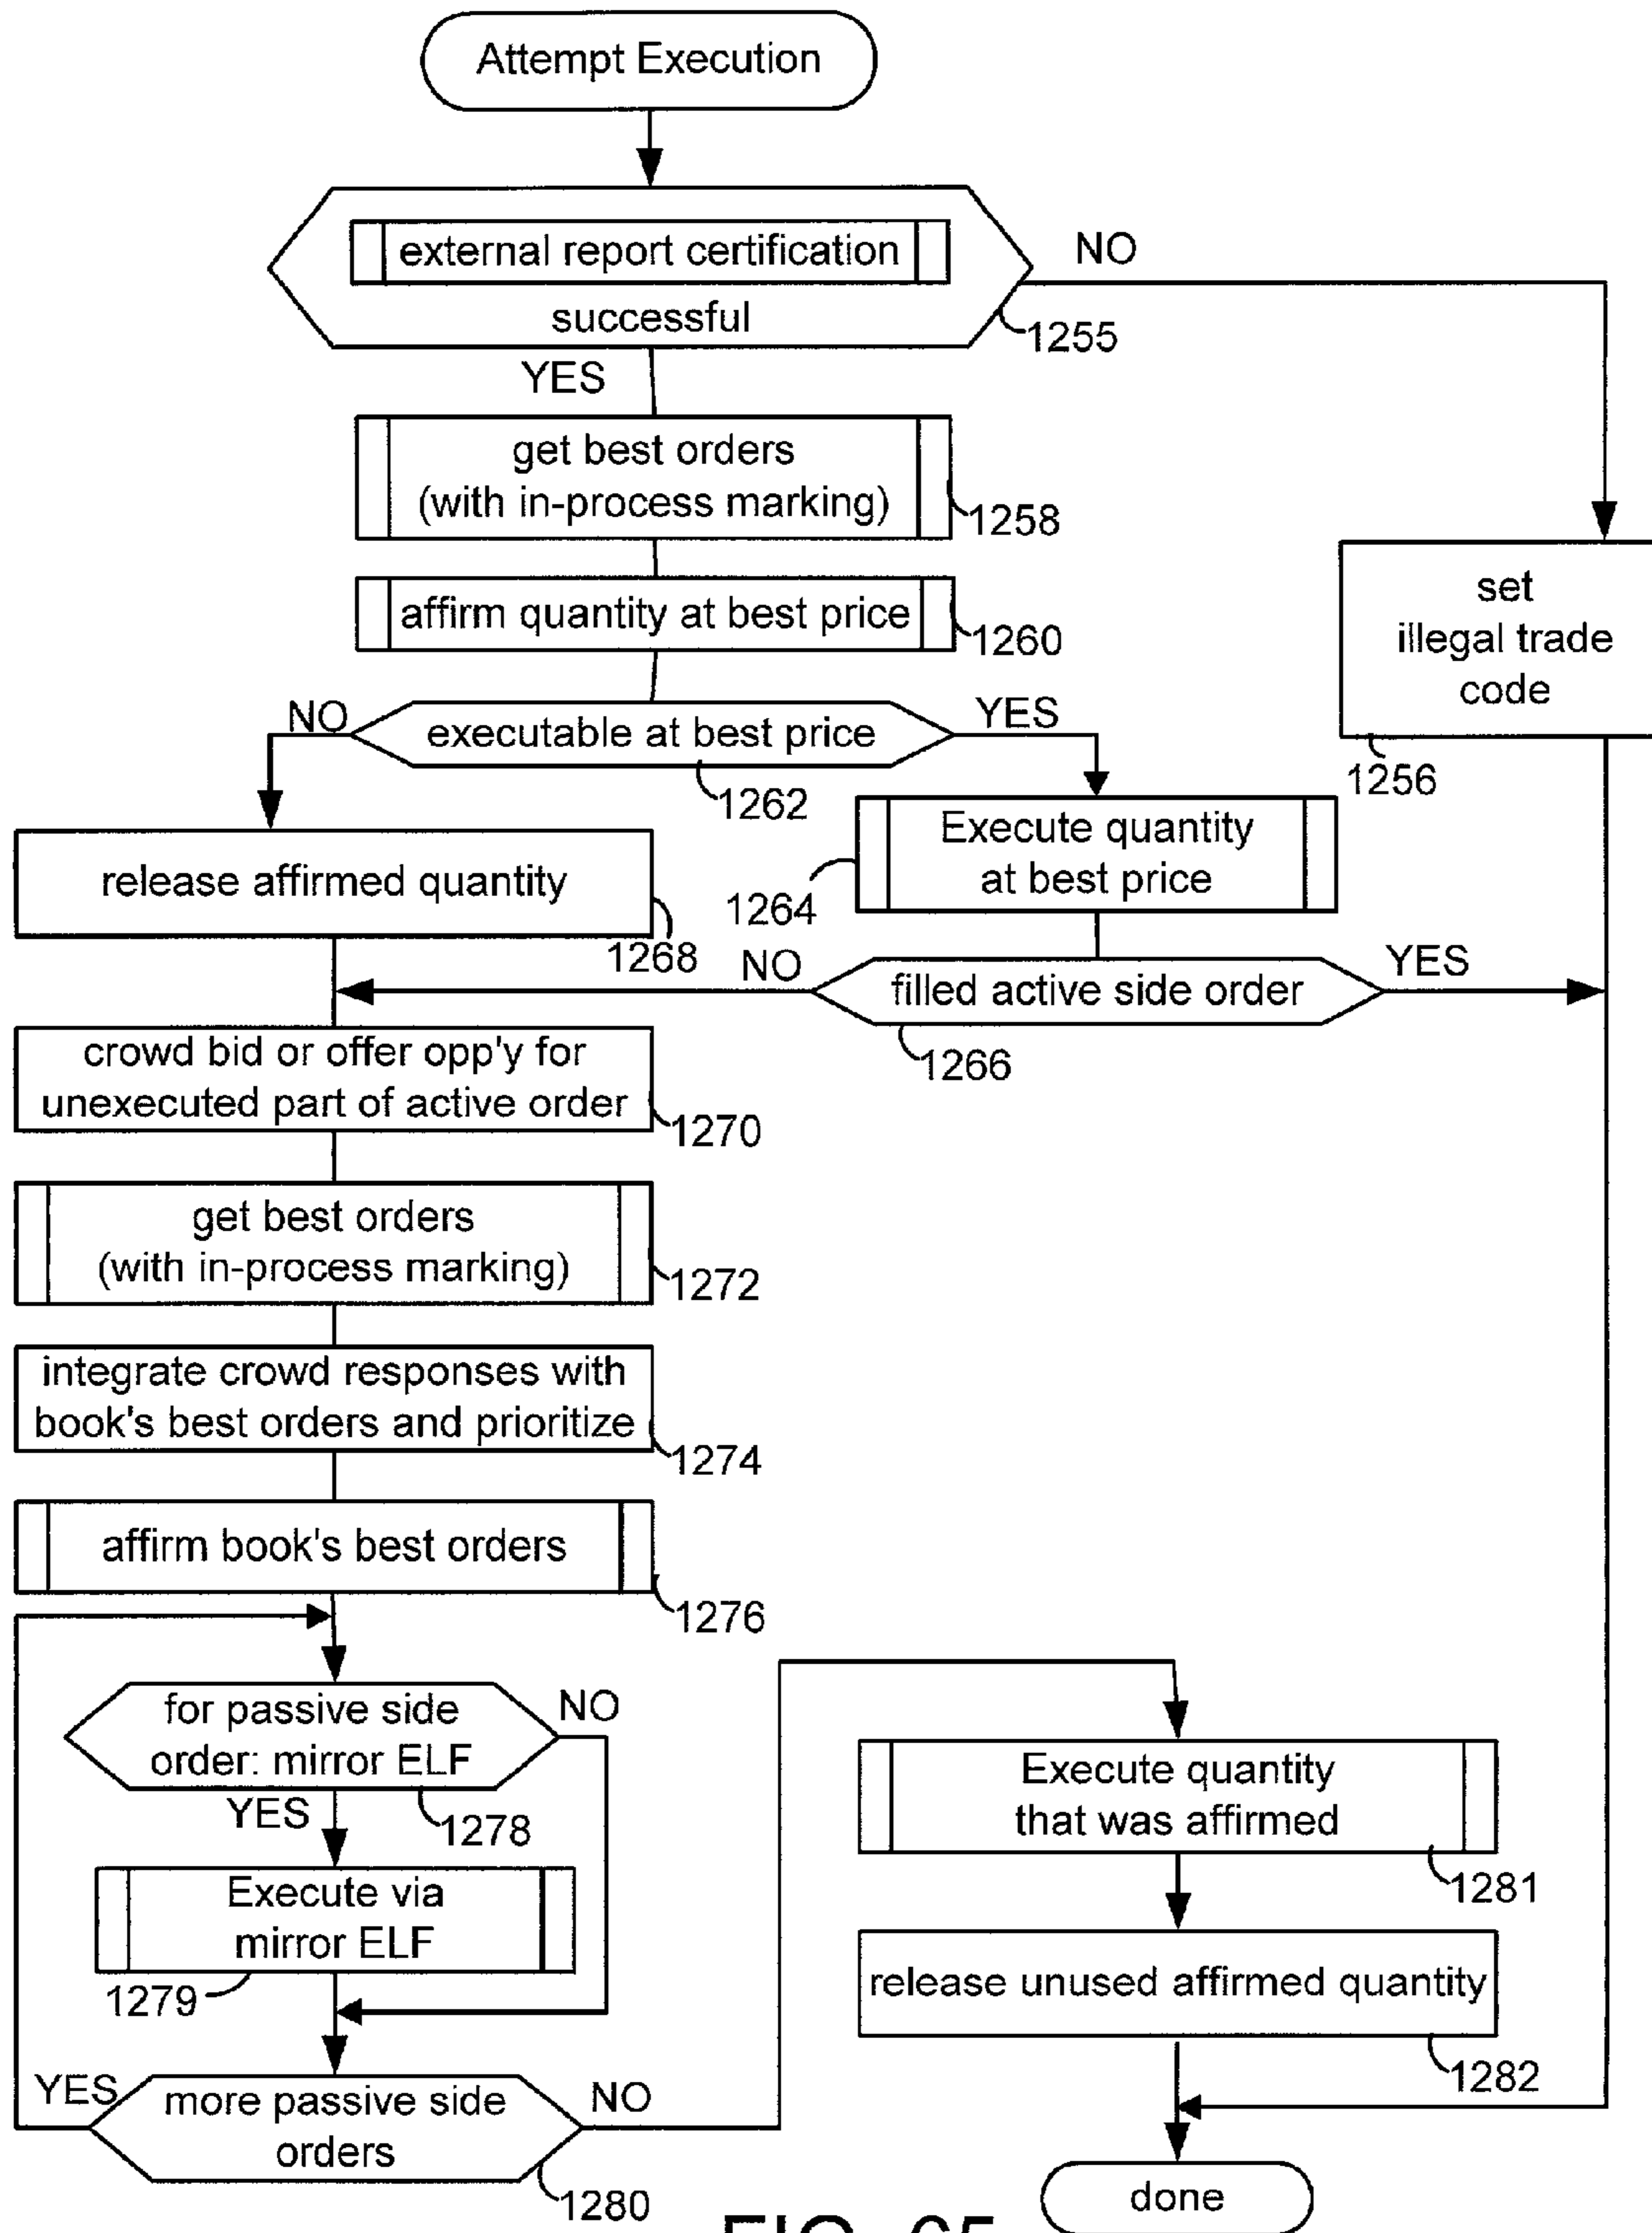 Attempt Execution
external report certification
successful
NO
1255
YES
get best orders
(with in-process marking)
1258
affirm quantity at best price
1260
set
illegal trade
code
1256
NO
executable at best price
YES
1262
Execute quantity
at best price
1264
release affirmed quantity
1268
NO
filled active side order
YES
1266
crowd bid or offer opp'y for
unexecuted part of active order
1270
get best orders
(with in-process marking)
1272
integrate crowd responses with
book's best orders and prioritize
1274
affirm book's best orders
1276
for passive side
order: mirror ELF
NO
YES
1278
Execute via
mirror ELF
1279
YES
more passive side
orders
NO
1280
Execute quantity
that was affirmed
1281
release unused affirmed quantity
1282
done
FIG. 65